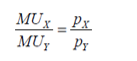 MU_X / MU_Y = p_X / p_Y